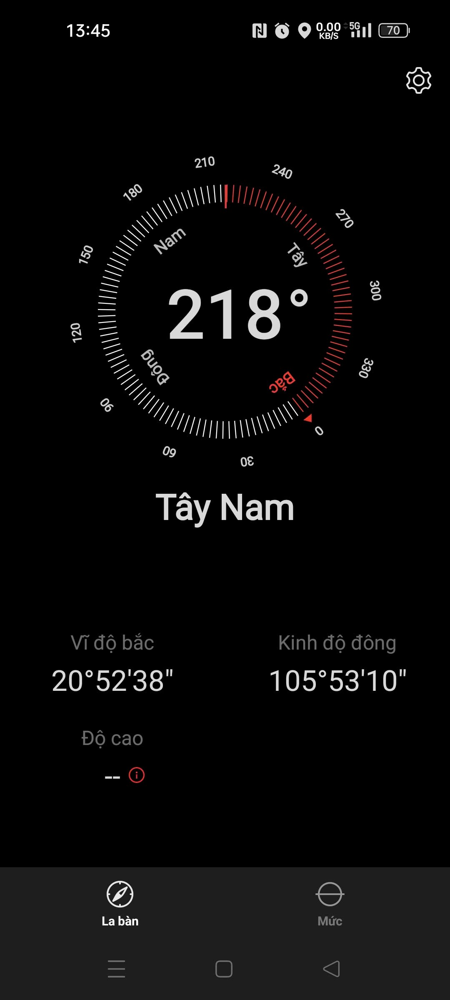 13:45
0.00 KB/S 5G 70
210
240
180
270
Nam
Tây
150
300
218°
120
330
Đông
Bắc
90
0
60
30
Tây Nam
Vĩ độ bắc
Kinh độ đông
20°52'38"
105°53'10"
Độ cao
--
La bàn
Mức